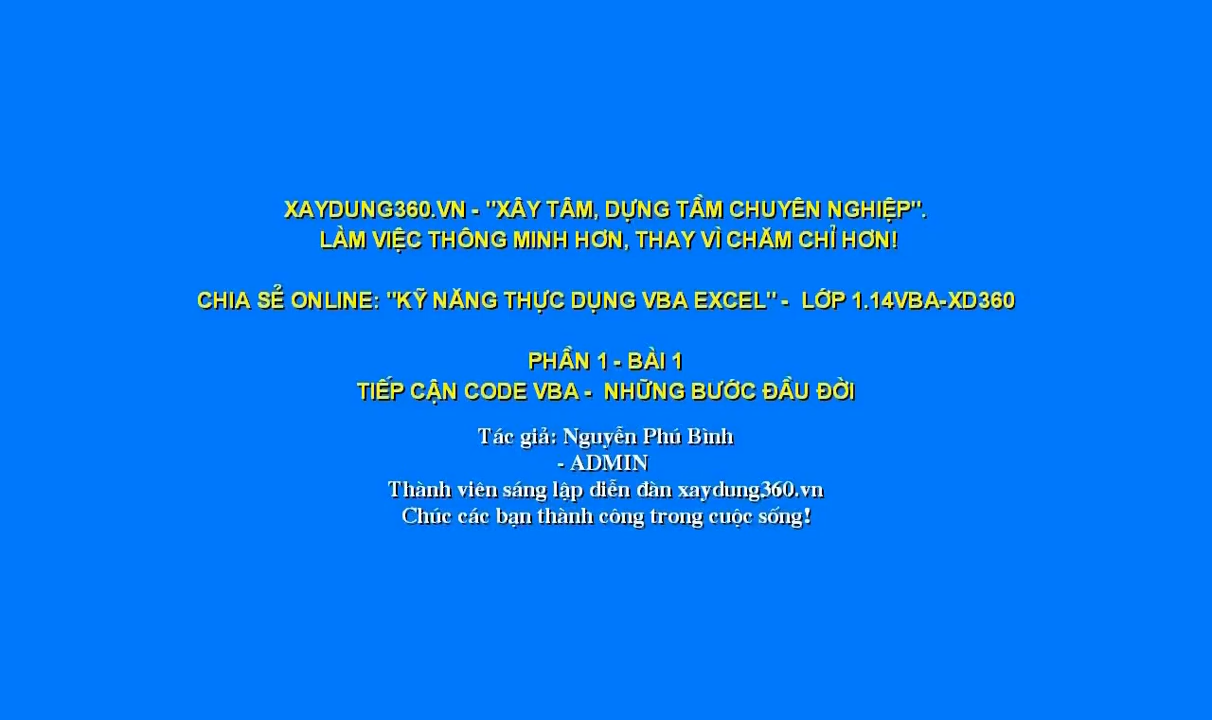 XAYDUNG360.VN - "XÂY TÂM, DỰNG TẦM CHUYÊN NGHIỆP".
LÀM VIỆC THÔNG MINH HƠN, THAY VÌ CHĂM CHỈ HƠN!
CHIA SẺ ONLINE: "KỸ NĂNG THỰC DỤNG VBA EXCEL" - LỚP 1.14VBA-XD360
PHẦN 1 - BÀI 1
TIẾP CẬN CODE VBA - NHỮNG BƯỚC ĐẦU ĐỜI
Tác giả: Nguyễn Phú Bình
- ADMIN
Thành viên sáng lập diễn đàn xaydung360.vn
Chúc các bạn thành công trong cuộc sống!